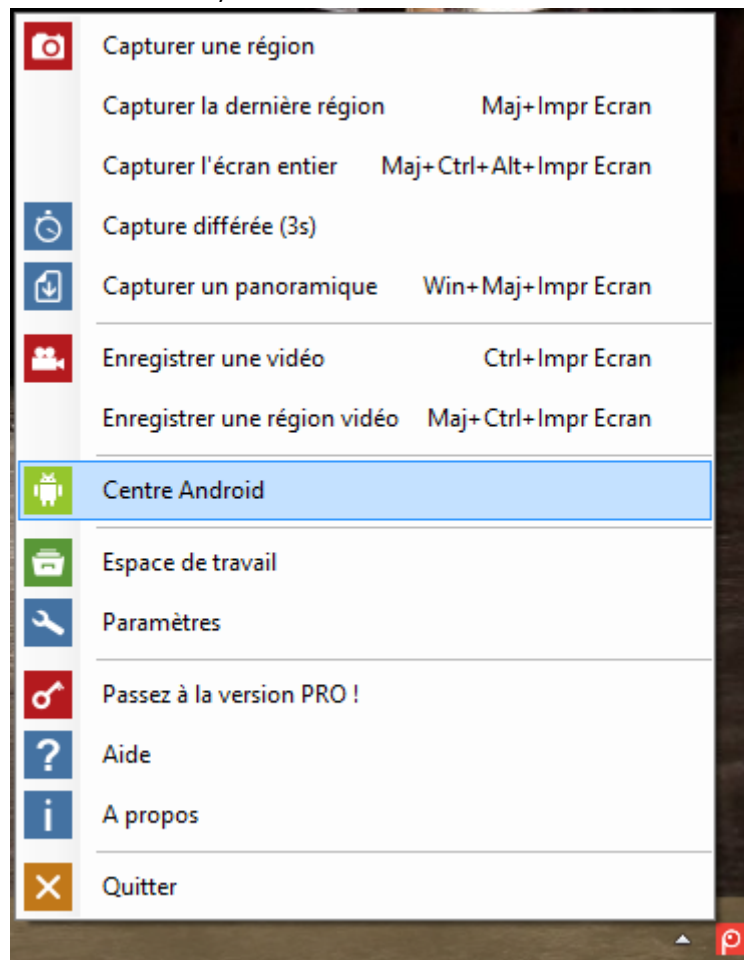 Capturer une région
Capturer la dernière région Maj+Impr Ecran
Capturer l'écran entier Maj+Ctrl+Alt+Impr Ecran
Capture différée (3s)
Capturer un panoramique Win+Maj+Impr Ecran
Enregistrer une vidéo Ctrl+Impr Ecran
Enregistrer une région vidéo Maj+Ctrl+Impr Ecran
Centre Android
Espace de travail
Paramètres
Passez à la version PRO !
Aide
A propos
Quitter